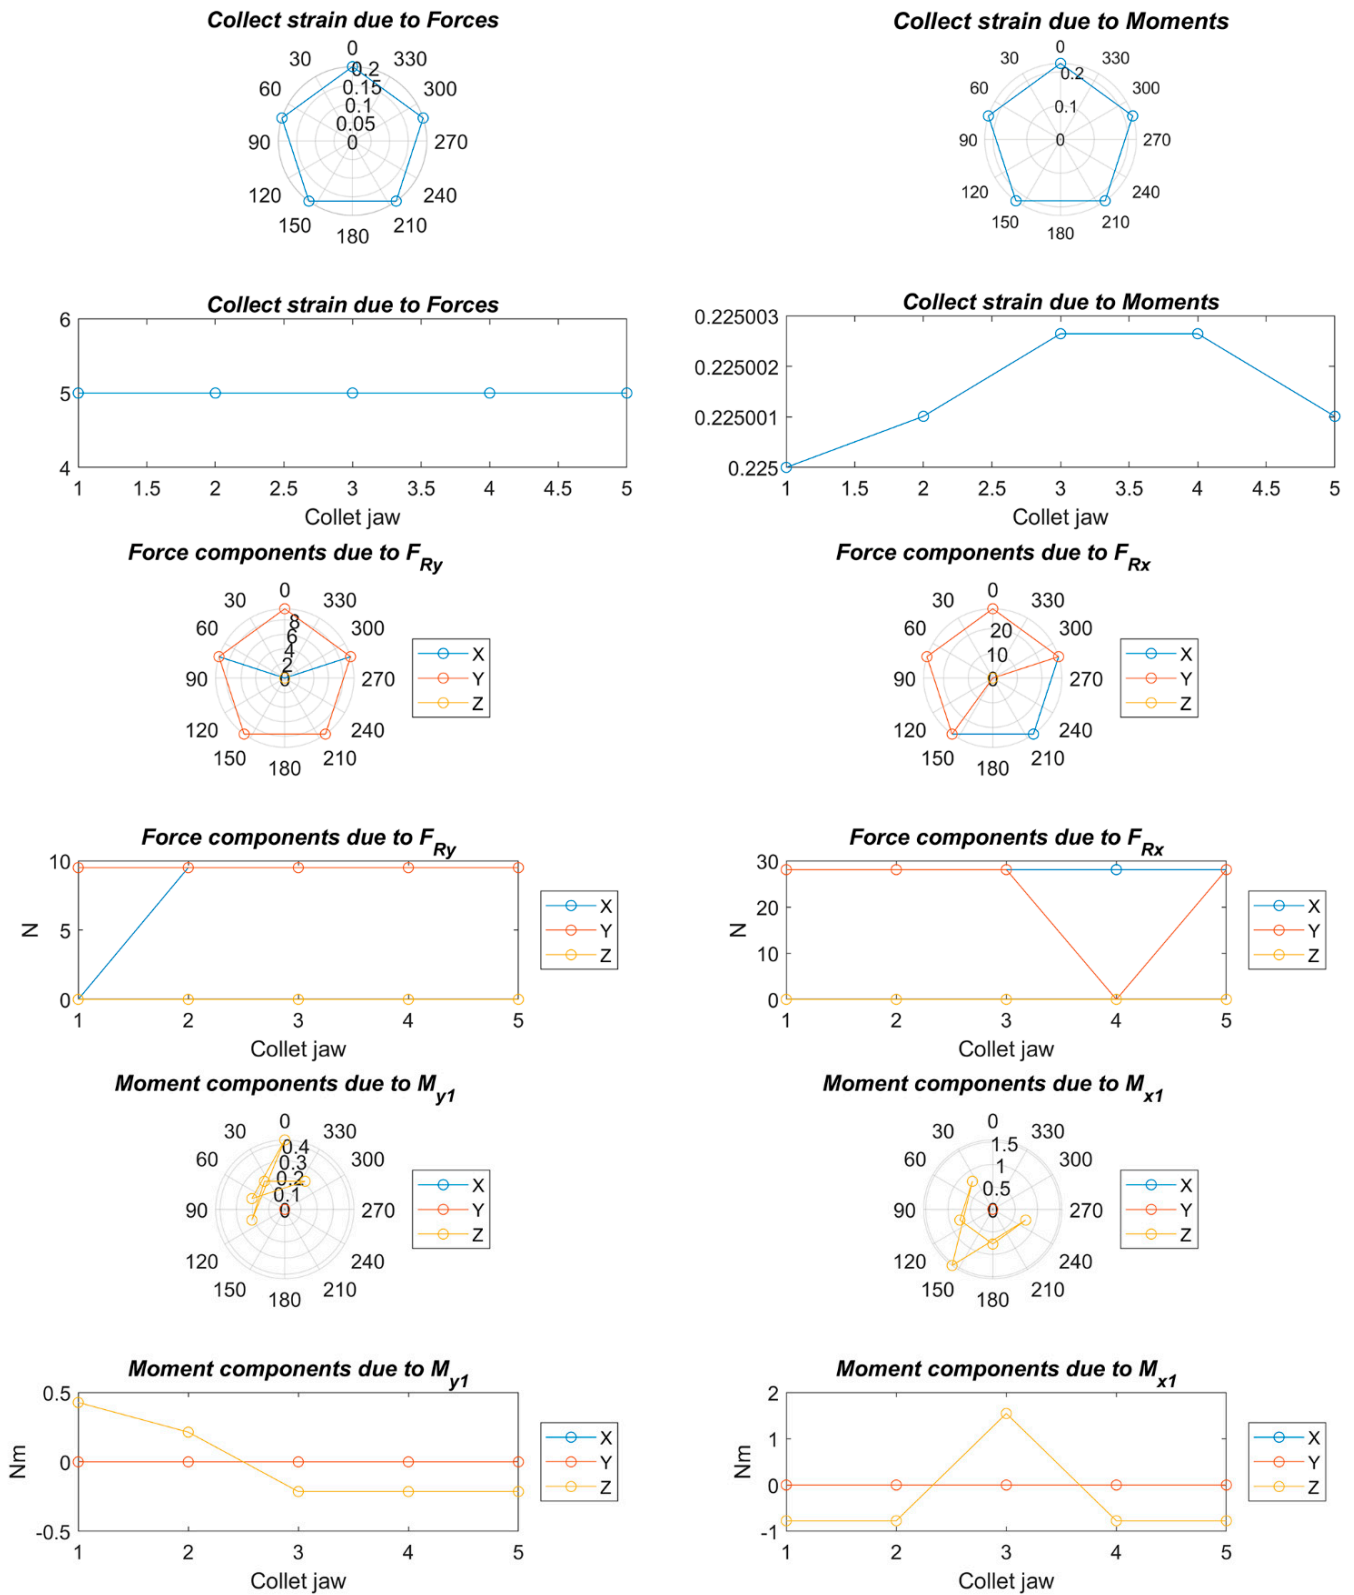 Collect strain due to Forces
0
30
330
60
300
90
270
120
240
150
210
180
0.2
0.15
0.1
0.05
0
Collect strain due to Moments
0
30
330
60
300
90
270
120
240
150
210
180
0.2
0.1
0
Collect strain due to Forces
6
5
4
1 1.5 2 2.5 3 3.5 4 4.5 5
Collet jaw
Collect strain due to Moments
0.225003
0.225002
0.225001
0.225
1 1.5 2 2.5 3 3.5 4 4.5 5
Collet jaw
Force components due to F_Ry
0
30
330
60
300
90
270
120
240
150
210
180
8
6
4
2
0
X
Y
Z
Force components due to F_Rx
0
30
330
60
300
90
270
120
240
150
210
180
20
10
0
X
Y
Z
Force components due to F_Ry
10
5
0
N
1 2 3 4 5
Collet jaw
X
Y
Z
Force components due to F_Rx
30
20
10
0
N
1 2 3 4 5
Collet jaw
X
Y
Z
Moment components due to M_y1
0
30
330
60
300
90
270
120
240
150
210
180
0.4
0.3
0.2
0.1
0
X
Y
Z
Moment components due to M_x1
0
30
330
60
300
90
270
120
240
150
210
180
1.5
1
0.5
0
X
Y
Z
Moment components due to M_y1
0.5
0
-0.5
Nm
1 2 3 4 5
Collet jaw
X
Y
Z
Moment components due to M_x1
2
1
0
-1
Nm
1 2 3 4 5
Collet jaw
X
Y
Z